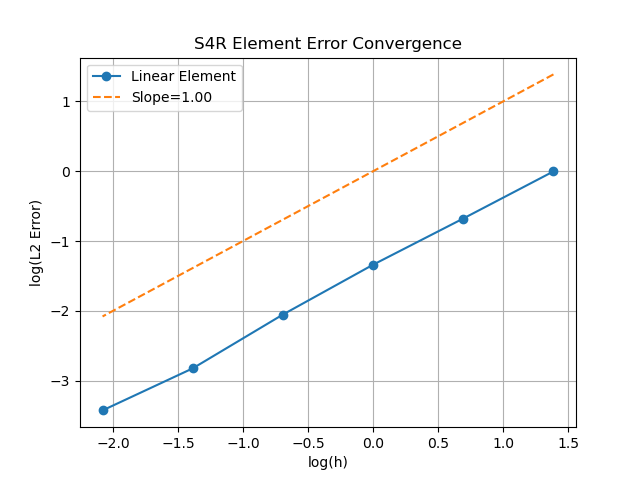 S4R Element Error Convergence
Linear Element
Slope=1.00
log(L2 Error)
1
0
−1
−2
−3
−2.0 −1.5 −1.0 −0.5 0.0 0.5 1.0 1.5
log(h)